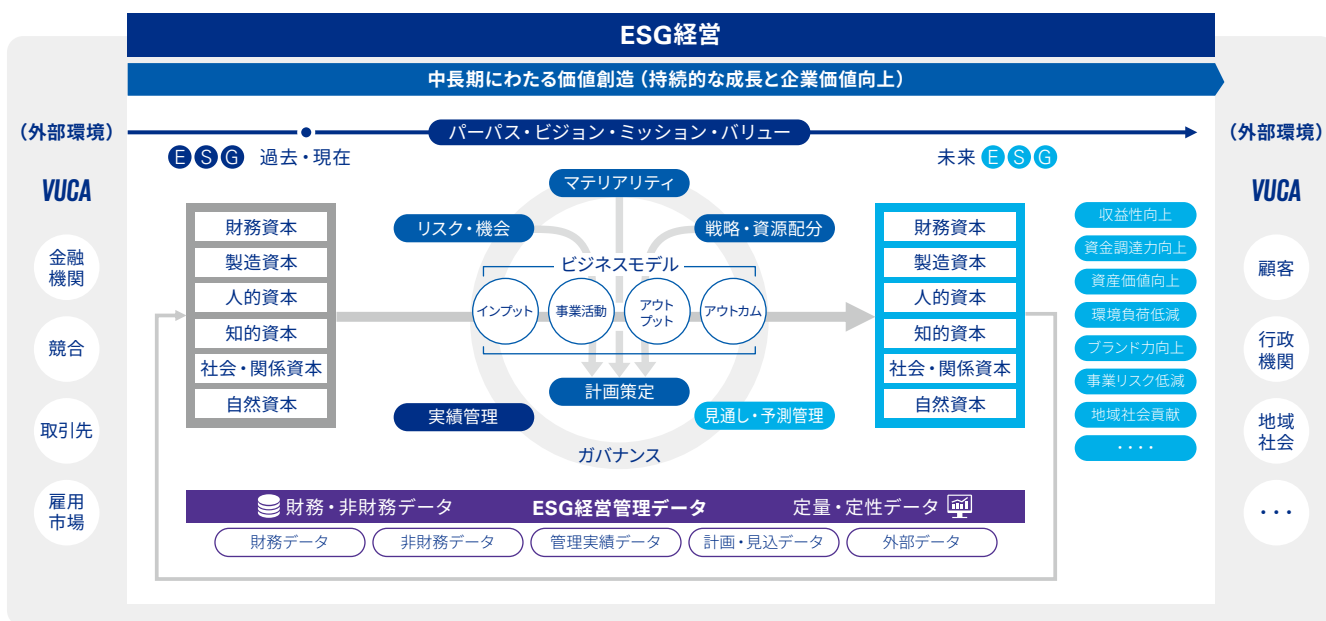 ESG経営
中長期にわたる価値創造（持続的な成長と企業価値向上）
（外部環境）
VUCA
金融
機関
競合
取引先
雇用
市場
パーパス・ビジョン・ミッション・バリュー
E S G 過去・現在
未来 E S G
財務資本
製造資本
人的資本
知的資本
社会・関係資本
自然資本
マテリアリティ
リスク・機会
戦略・資源配分
ビジネスモデル
インプット
事業活動
アウト
プット
アウトカム
計画策定
実績管理
見通し・予測管理
ガバナンス
財務資本
製造資本
人的資本
知的資本
社会・関係資本
自然資本
収益性向上
資金調達力向上
資産価値向上
環境負荷低減
ブランド力向上
事業リスク低減
地域社会貢献
・・・・
財務・非財務データ
ESG経営管理データ
定量・定性データ
財務データ
非財務データ
管理実績データ
計画・見込データ
外部データ
（外部環境）
VUCA
顧客
行政
機関
地域
社会
・・・